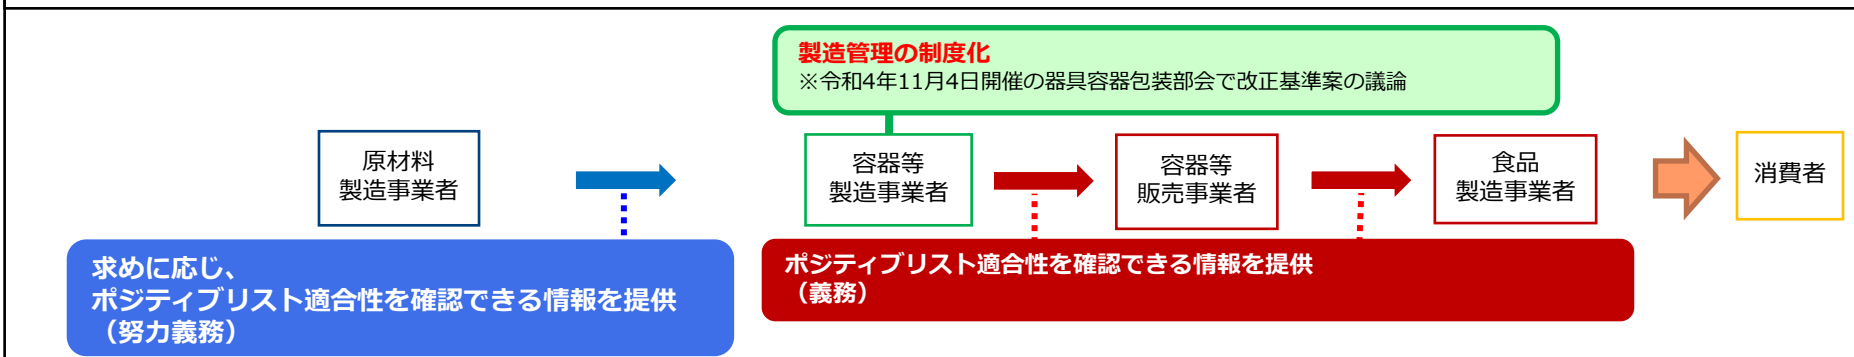 製造管理の制度化
※令和4年11月4日開催の器具容器包装部会で改正基準案の議論
原材料
製造事業者
容器等
製造事業者
容器等
販売事業者
食品
製造事業者
消費者
求めに応じ、
ポジティブリスト適合性を確認できる情報を提供
（努力義務）
ポジティブリスト適合性を確認できる情報を提供
（義務）